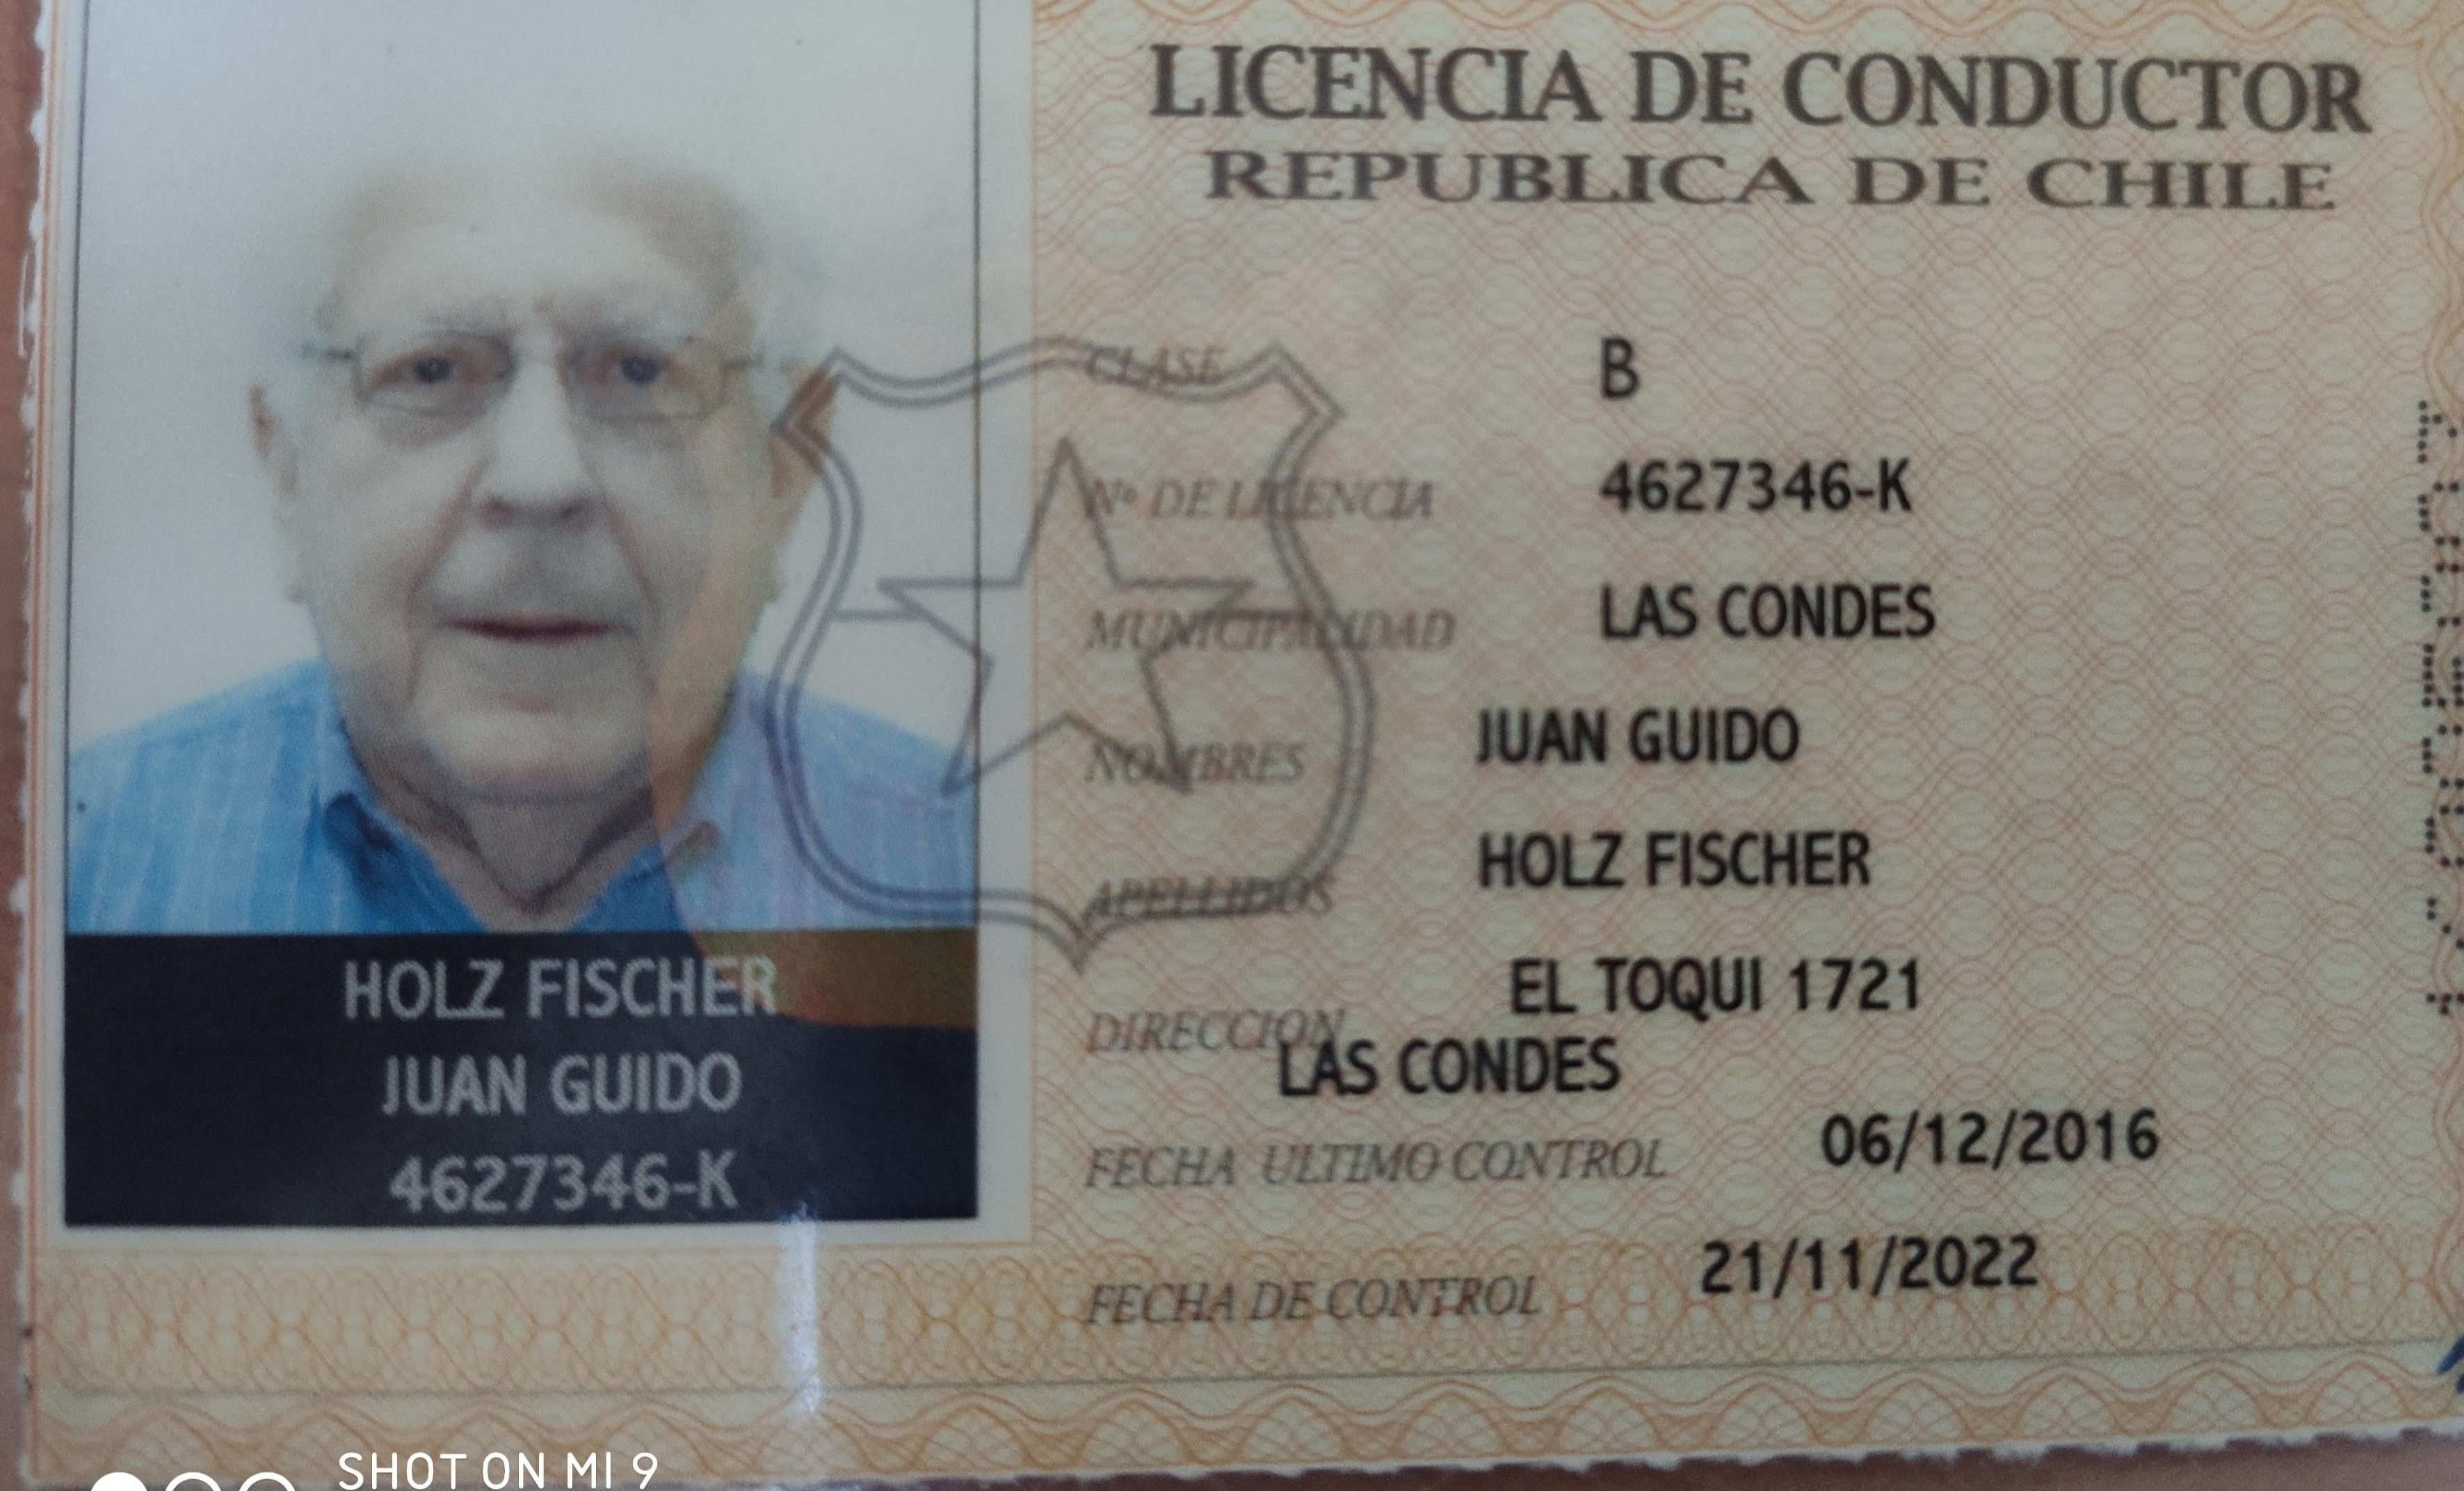 LICENCIA DE CONDUCTOR
REPUBLICA DE CHILE
CLASE B
Nº DE LICENCIA 4627346-K
MUNICIPALIDAD LAS CONDES
NOMBRES JUAN GUIDO
APELLIDOS HOLZ FISCHER
DIRECCION EL TOQUI 1721
LAS CONDES
FECHA ULTIMO CONTROL 06/12/2016
FECHA DE CONTROL 21/11/2022
HOLZ FISCHER
JUAN GUIDO
4627346-K
SHOT ON MI 9